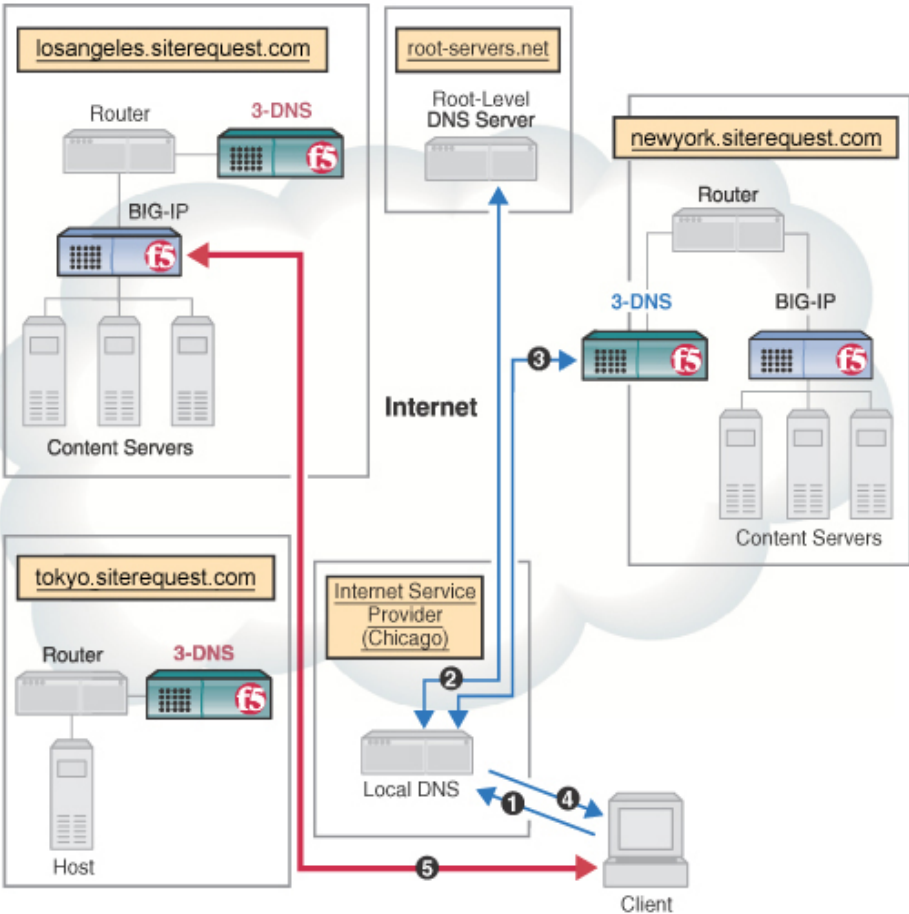 losangeles.siterequest.com
Router
3-DNS
f5
BIG-IP
f5
Content Servers
root-servers.net
Root-Level
DNS Server
newyork.siterequest.com
Router
3-DNS
f5
BIG-IP
f5
Content Servers
3
Internet
tokyo.siterequest.com
Router
3-DNS
f5
Host
Internet Service
Provider
(Chicago)
2
Local DNS
1
4
5
Client